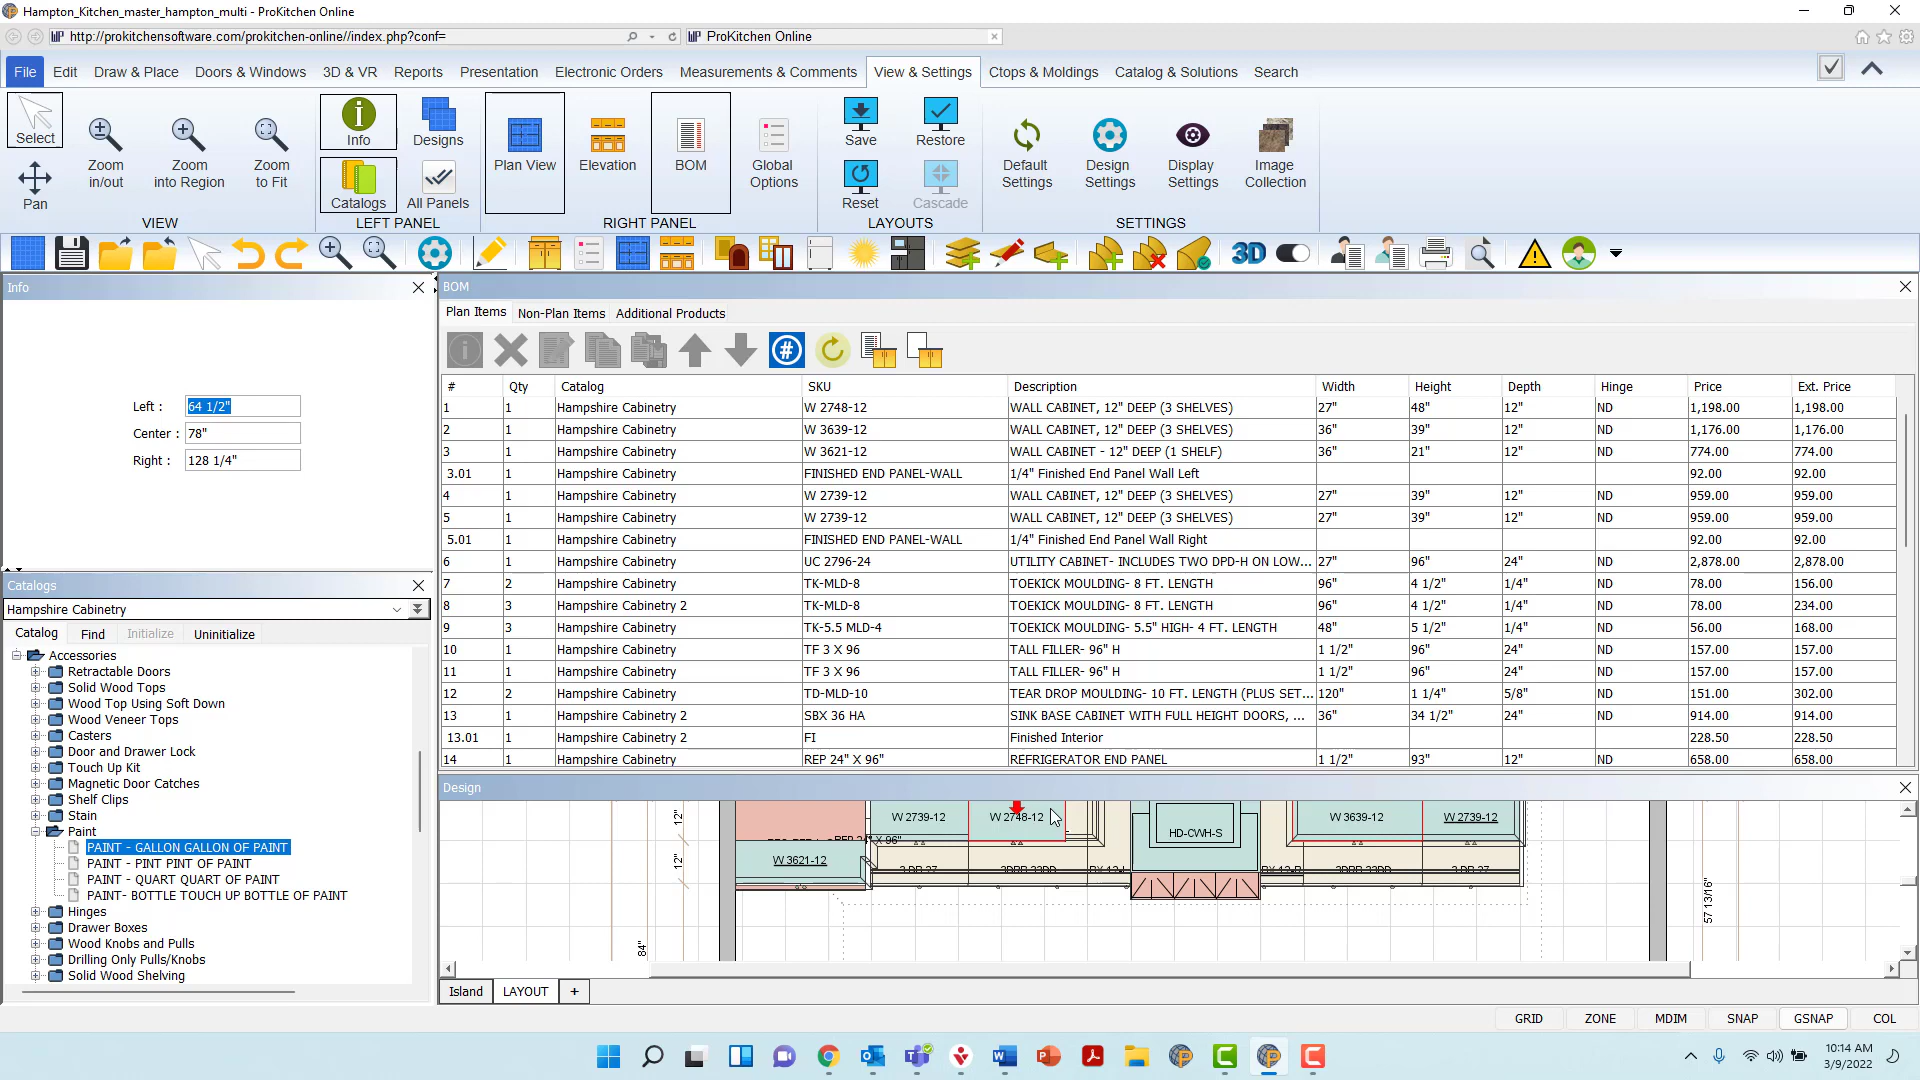 Hampton_Kitchen_master_hampton_multi - ProKitchen Online
http://prokitchensoftware.com/prokitchen-online//index.php?conf= ProKitchen Online
File Edit Draw & Place Doors & Windows 3D & VR Reports Presentation Electronic Orders Measurements & Comments View & Settings Ctops & Moldings Catalog & Solutions Search
Select Pan Zoom in/out Zoom into Region Zoom to Fit Info Catalogs Designs All Panels Plan View Elevation BOM Global Options Save Restore Reset Cascade Default Settings Design Settings Display Settings Image Collection
VIEW LEFT PANEL RIGHT PANEL LAYOUTS SETTINGS
3D
Info
Left : 64 1/2"
Center : 78"
Right : 128 1/4"
Catalogs
Hampshire Cabinetry
Catalog Find Initialize Uninitialize
Accessories
Retractable Doors
Solid Wood Tops
Wood Top Using Soft Down
Wood Veneer Tops
Casters
Door and Drawer Lock
Touch Up Kit
Magnetic Door Catches
Shelf Clips
Stain
Paint
PAINT - GALLON GALLON OF PAINT
PAINT - PINT PINT OF PAINT
PAINT - QUART QUART OF PAINT
PAINT- BOTTLE TOUCH UP BOTTLE OF PAINT
Hinges
Drawer Boxes
Wood Knobs and Pulls
Drilling Only Pulls/Knobs
Solid Wood Shelving
BOM
Plan Items Non-Plan Items Additional Products
# Qty Catalog SKU Description Width Height Depth Hinge Price Ext. Price
1 1 Hampshire Cabinetry W 2748-12 WALL CABINET, 12" DEEP (3 SHELVES) 27" 48" 12" ND 1,198.00 1,198.00
2 1 Hampshire Cabinetry W 3639-12 WALL CABINET, 12" DEEP (3 SHELVES) 36" 39" 12" ND 1,176.00 1,176.00
3 1 Hampshire Cabinetry W 3621-12 WALL CABINET - 12" DEEP (1 SHELF) 36" 21" 12" ND 774.00 774.00
3.01 1 Hampshire Cabinetry FINISHED END PANEL-WALL 1/4" Finished End Panel Wall Left 92.00 92.00
4 1 Hampshire Cabinetry W 2739-12 WALL CABINET, 12" DEEP (3 SHELVES) 27" 39" 12" ND 959.00 959.00
5 1 Hampshire Cabinetry W 2739-12 WALL CABINET, 12" DEEP (3 SHELVES) 27" 39" 12" ND 959.00 959.00
5.01 1 Hampshire Cabinetry FINISHED END PANEL-WALL 1/4" Finished End Panel Wall Right 92.00 92.00
6 1 Hampshire Cabinetry UC 2796-24 UTILITY CABINET- INCLUDES TWO DPD-H ON LOW... 27" 96" 24" ND 2,878.00 2,878.00
7 2 Hampshire Cabinetry TK-MLD-8 TOEKICK MOULDING- 8 FT. LENGTH 96" 4 1/2" 1/4" ND 78.00 156.00
8 3 Hampshire Cabinetry 2 TK-MLD-8 TOEKICK MOULDING- 8 FT. LENGTH 96" 4 1/2" 1/4" ND 78.00 234.00
9 3 Hampshire Cabinetry TK-5.5 MLD-4 TOEKICK MOULDING- 5.5" HIGH- 4 FT. LENGTH 48" 5 1/2" 1/4" ND 56.00 168.00
10 1 Hampshire Cabinetry TF 3 X 96 TALL FILLER- 96" H 1 1/2" 96" 24" ND 157.00 157.00
11 1 Hampshire Cabinetry TF 3 X 96 TALL FILLER- 96" H 1 1/2" 96" 24" ND 157.00 157.00
12 2 Hampshire Cabinetry TD-MLD-10 TEAR DROP MOULDING- 10 FT. LENGTH (PLUS SET... 120" 1 1/4" 5/8" ND 151.00 302.00
13 1 Hampshire Cabinetry 2 SBX 36 HA SINK BASE CABINET WITH FULL HEIGHT DOORS, ... 36" 34 1/2" 24" ND 914.00 914.00
13.01 1 Hampshire Cabinetry 2 FI Finished Interior 228.50 228.50
14 1 Hampshire Cabinetry REP 24" X 96" REFRIGERATOR END PANEL 1 1/2" 93" 12" ND 658.00 658.00
Design
12" W 2739-12 W 2748-12 HD-CWH-S W 3639-12 W 2739-12
12" W 3621-12
84" 57 13/16"
Island LAYOUT +
GRID ZONE MDIM SNAP GSNAP COL
10:14 AM
3/9/2022